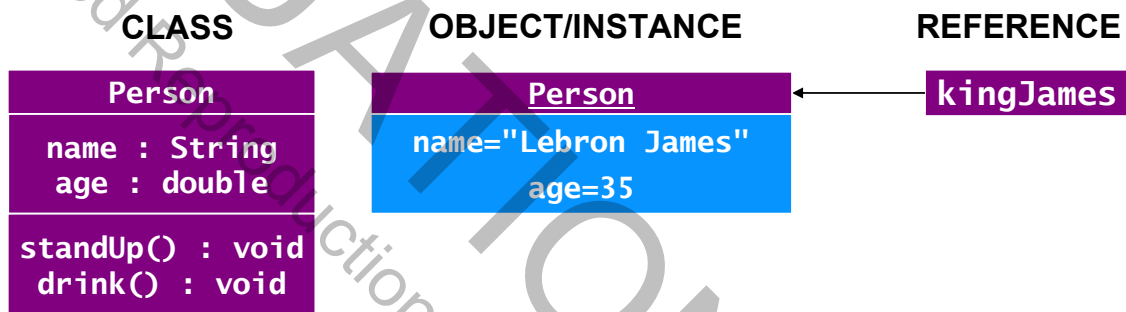 CLASS
OBJECT/INSTANCE
REFERENCE
Person
name : String
age : double
standUp() : void
drink() : void
Person
name="Lebron James"
age=35
kingJames
Reproduction